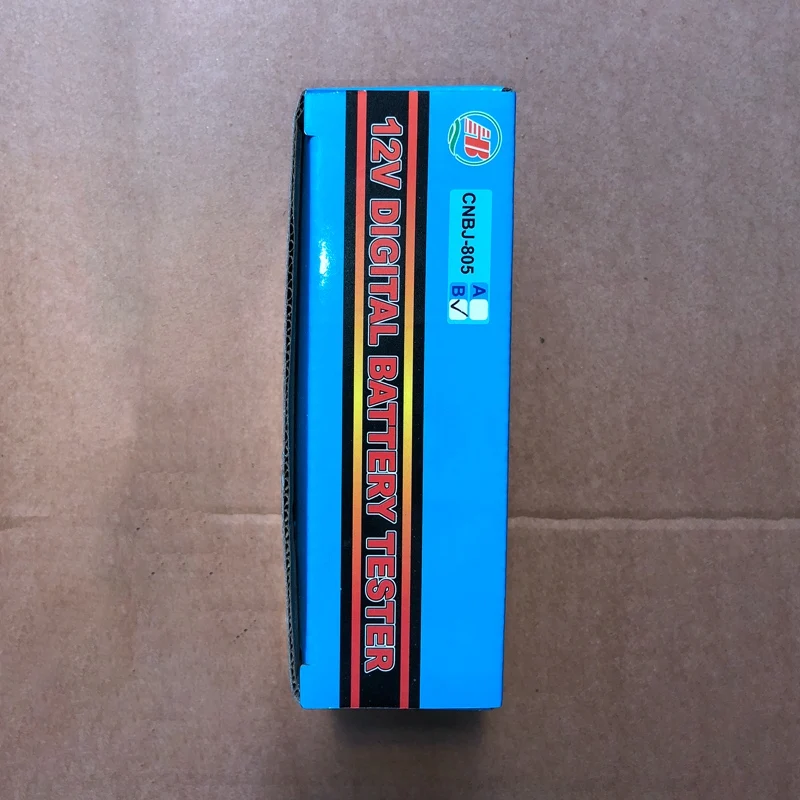 B
CNBJ-805
A
B ✓
12V DIGITAL BATTERY TESTER